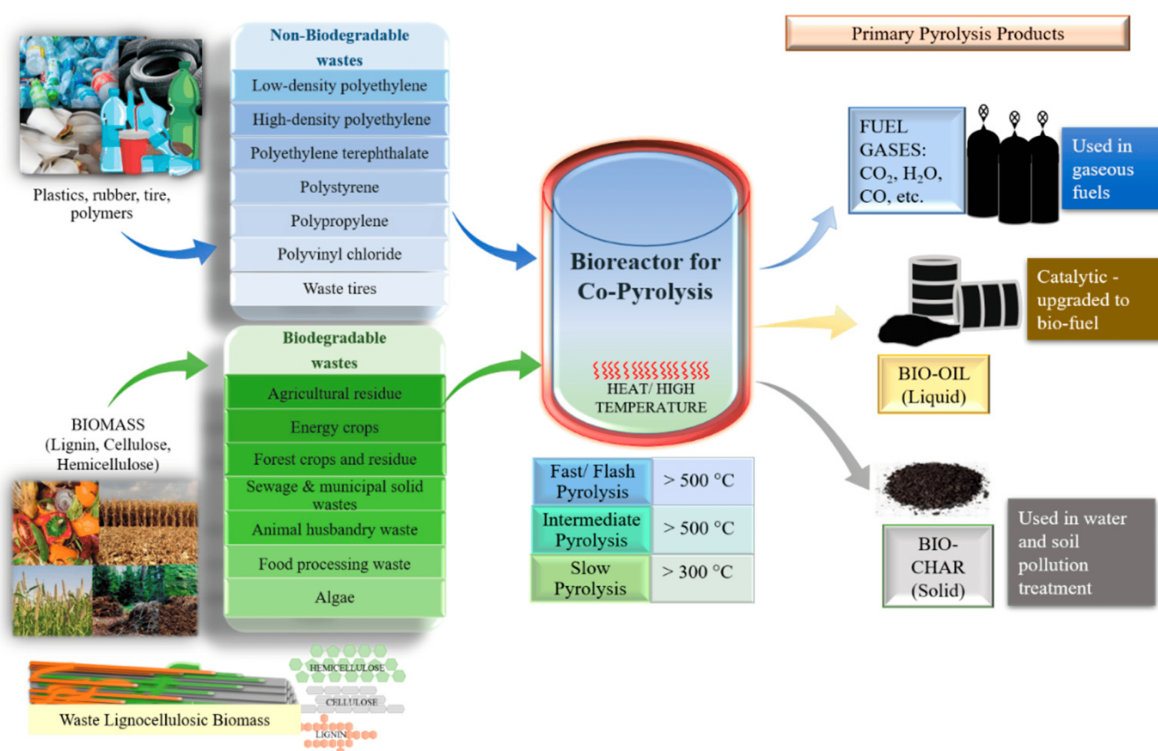 Non-Biodegradable
wastes
Low-density polyethylene
High-density polyethylene
Polyethylene terephthalate
Polystyrene
Polypropylene
Polyvinyl chloride
Waste tires
Plastics, rubber, tire,
polymers
Biodegradable
wastes
Agricultural residue
Energy crops
Forest crops and residue
Sewage & municipal solid
wastes
Animal husbandry waste
Food processing waste
Algae
BIOMASS
(Lignin, Cellulose,
Hemicellulose)
Waste Lignocellulosic Biomass
HEMICELLULOSE
CELLULOSE
LIGNIN
Bioreactor for
Co-Pyrolysis
HEAT/ HIGH
TEMPERATURE
Fast/ Flash
Pyrolysis
> 500 °C
Intermediate
Pyrolysis
> 500 °C
Slow
Pyrolysis
> 300 °C
Primary Pyrolysis Products
FUEL
GASES:
CO₂, H₂O,
CO, etc.
Used in
gaseous
fuels
Catalytic -
upgraded to
bio-fuel
BIO-OIL
(Liquid)
BIO-
CHAR
(Solid)
Used in water
and soil
pollution
treatment